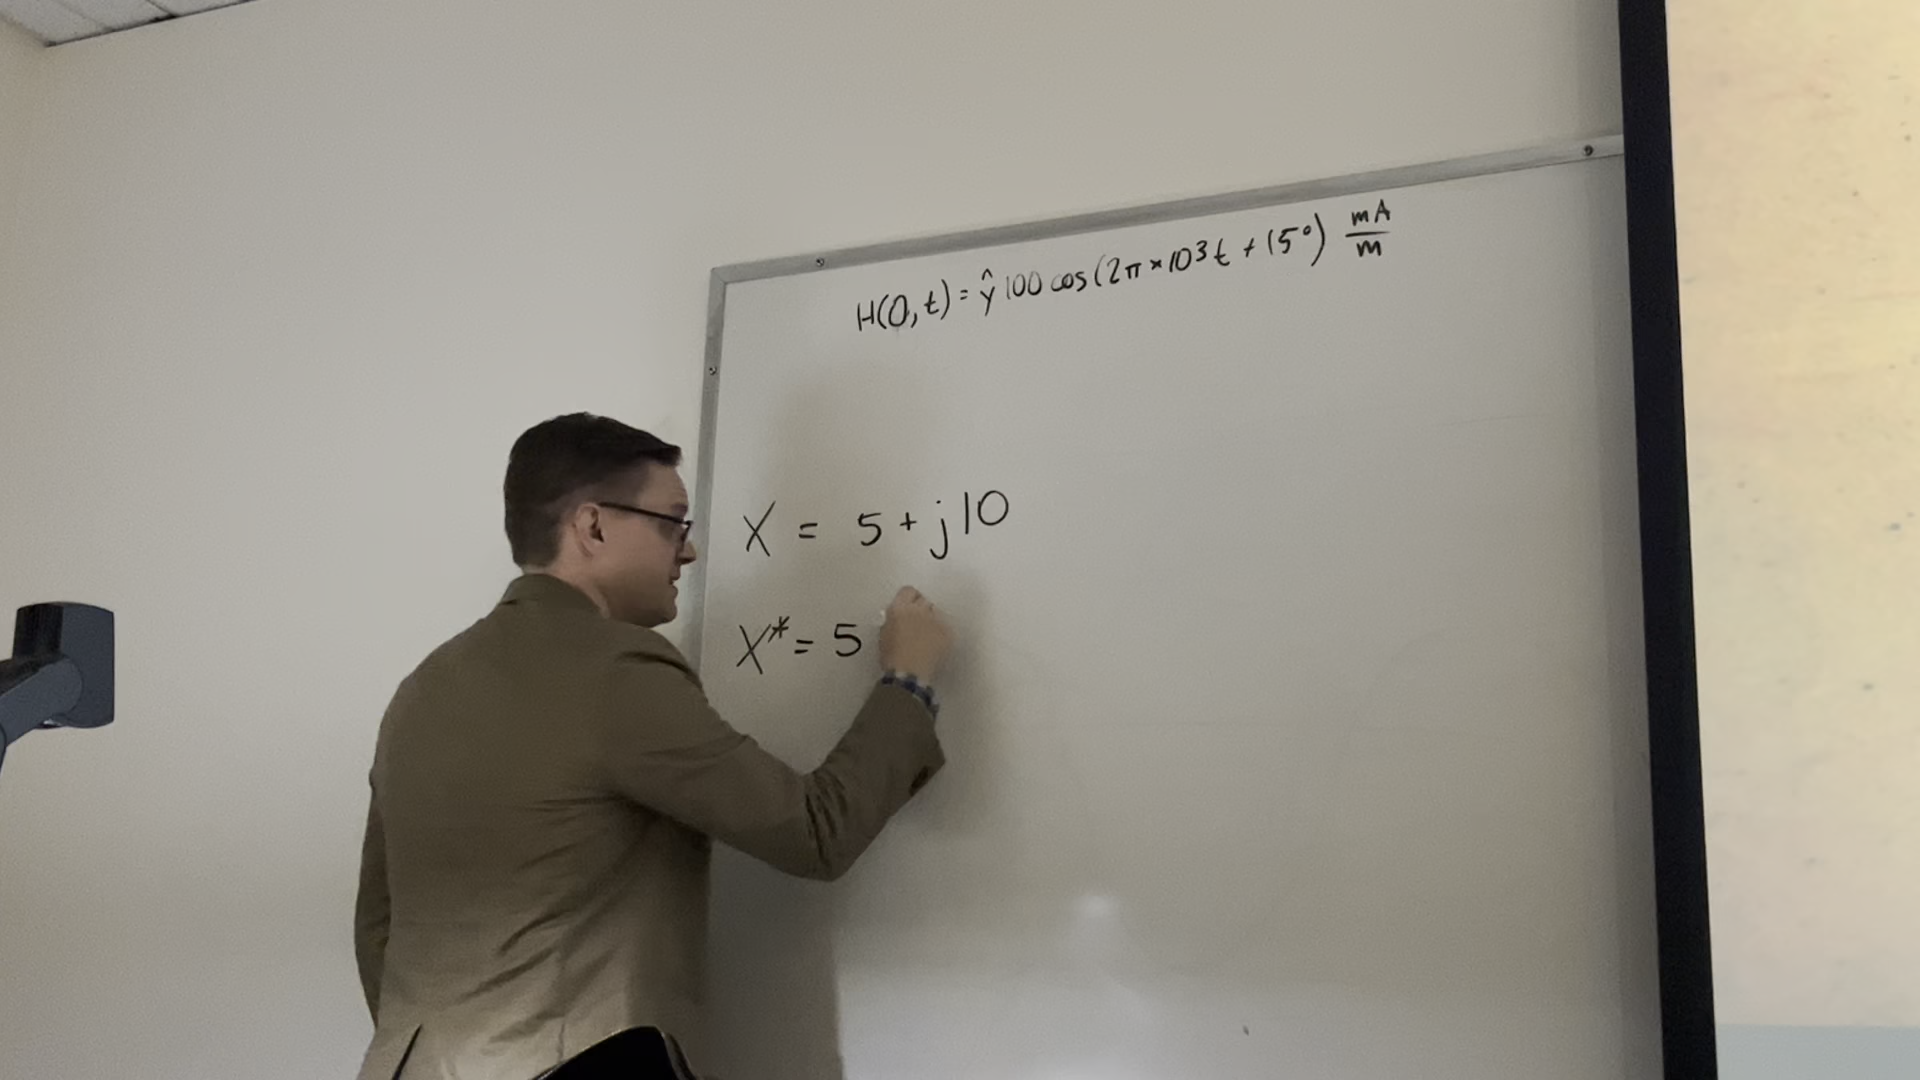 H(0,t) = ŷ 100 cos(2π×10³t + 15°) mA/m
X = 5 + j10
X* = 5